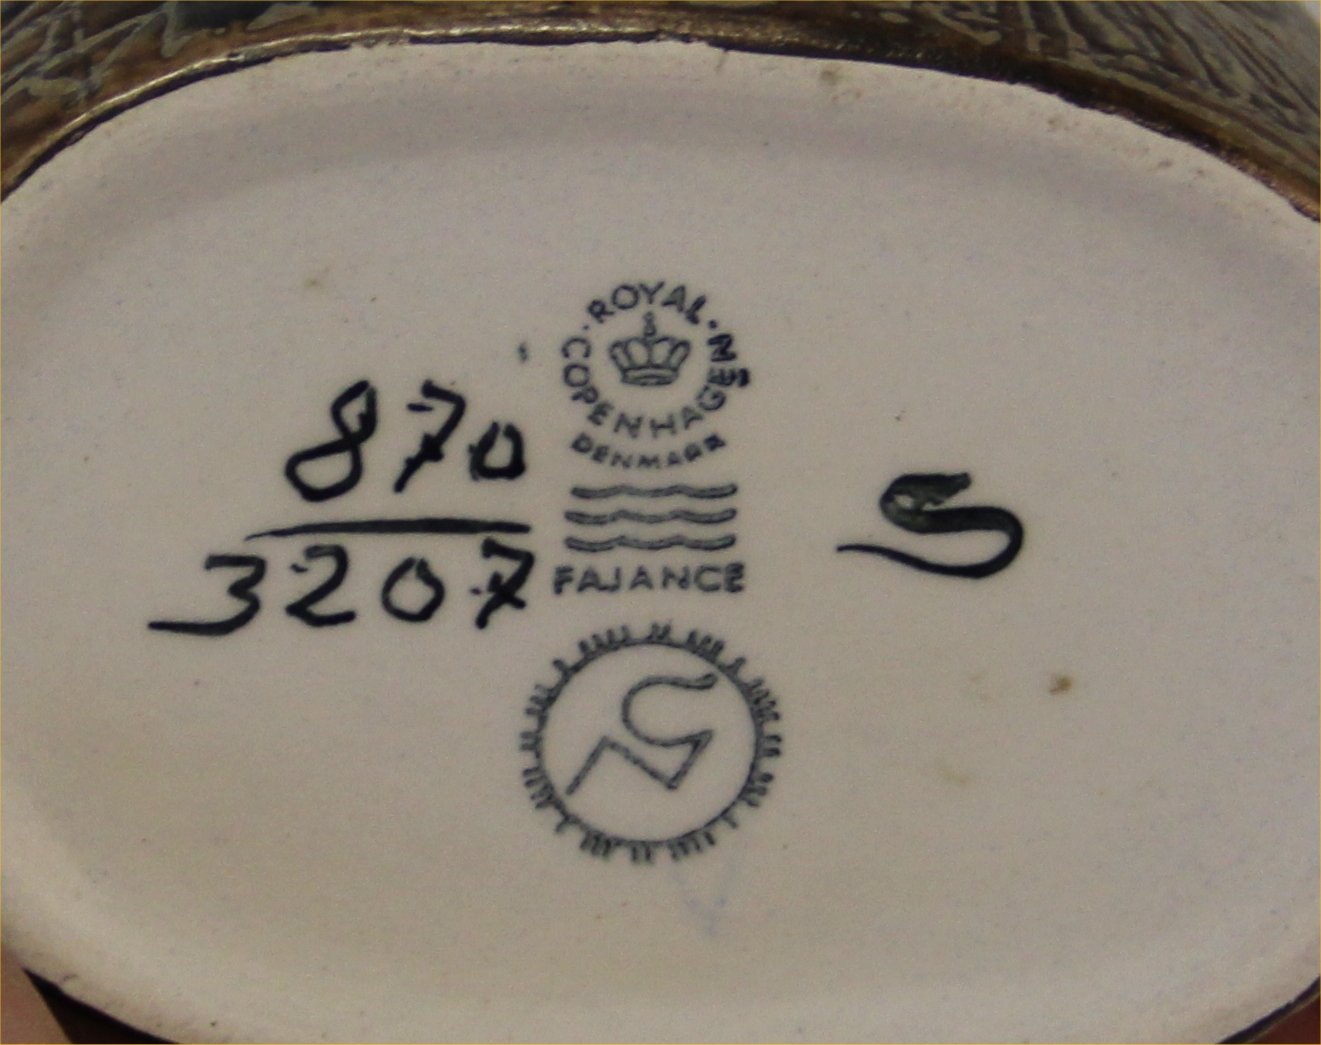 ROYAL
COPENHAGEN
DENMARK
870
3207
FAJANCE
S